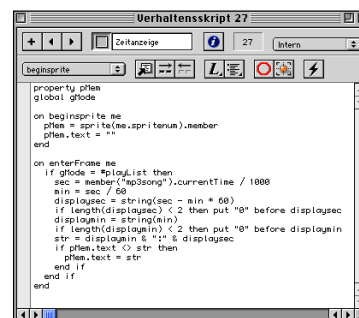 Verhaltensskript 27
Zeitanzeige
27
Intern
beginsprite
property pMem
global gMode
on beginsprite me
pMem = sprite(me.spritenum).member
pMem.text = ""
end
on enterFrame me
if gMode = #playList then
sec = member("mp3song").currentTime / 1000
min = sec / 60
displaysec = string(sec - min * 60)
if length(displaysec) < 2 then put "0" before displaysec
displaymin = string(min)
if length(displaymin) < 2 then put "0" before displaymin
str = displaymin & ":" & displaysec
if pMem.text <> str then
pMem.text = str
end if
end if
end